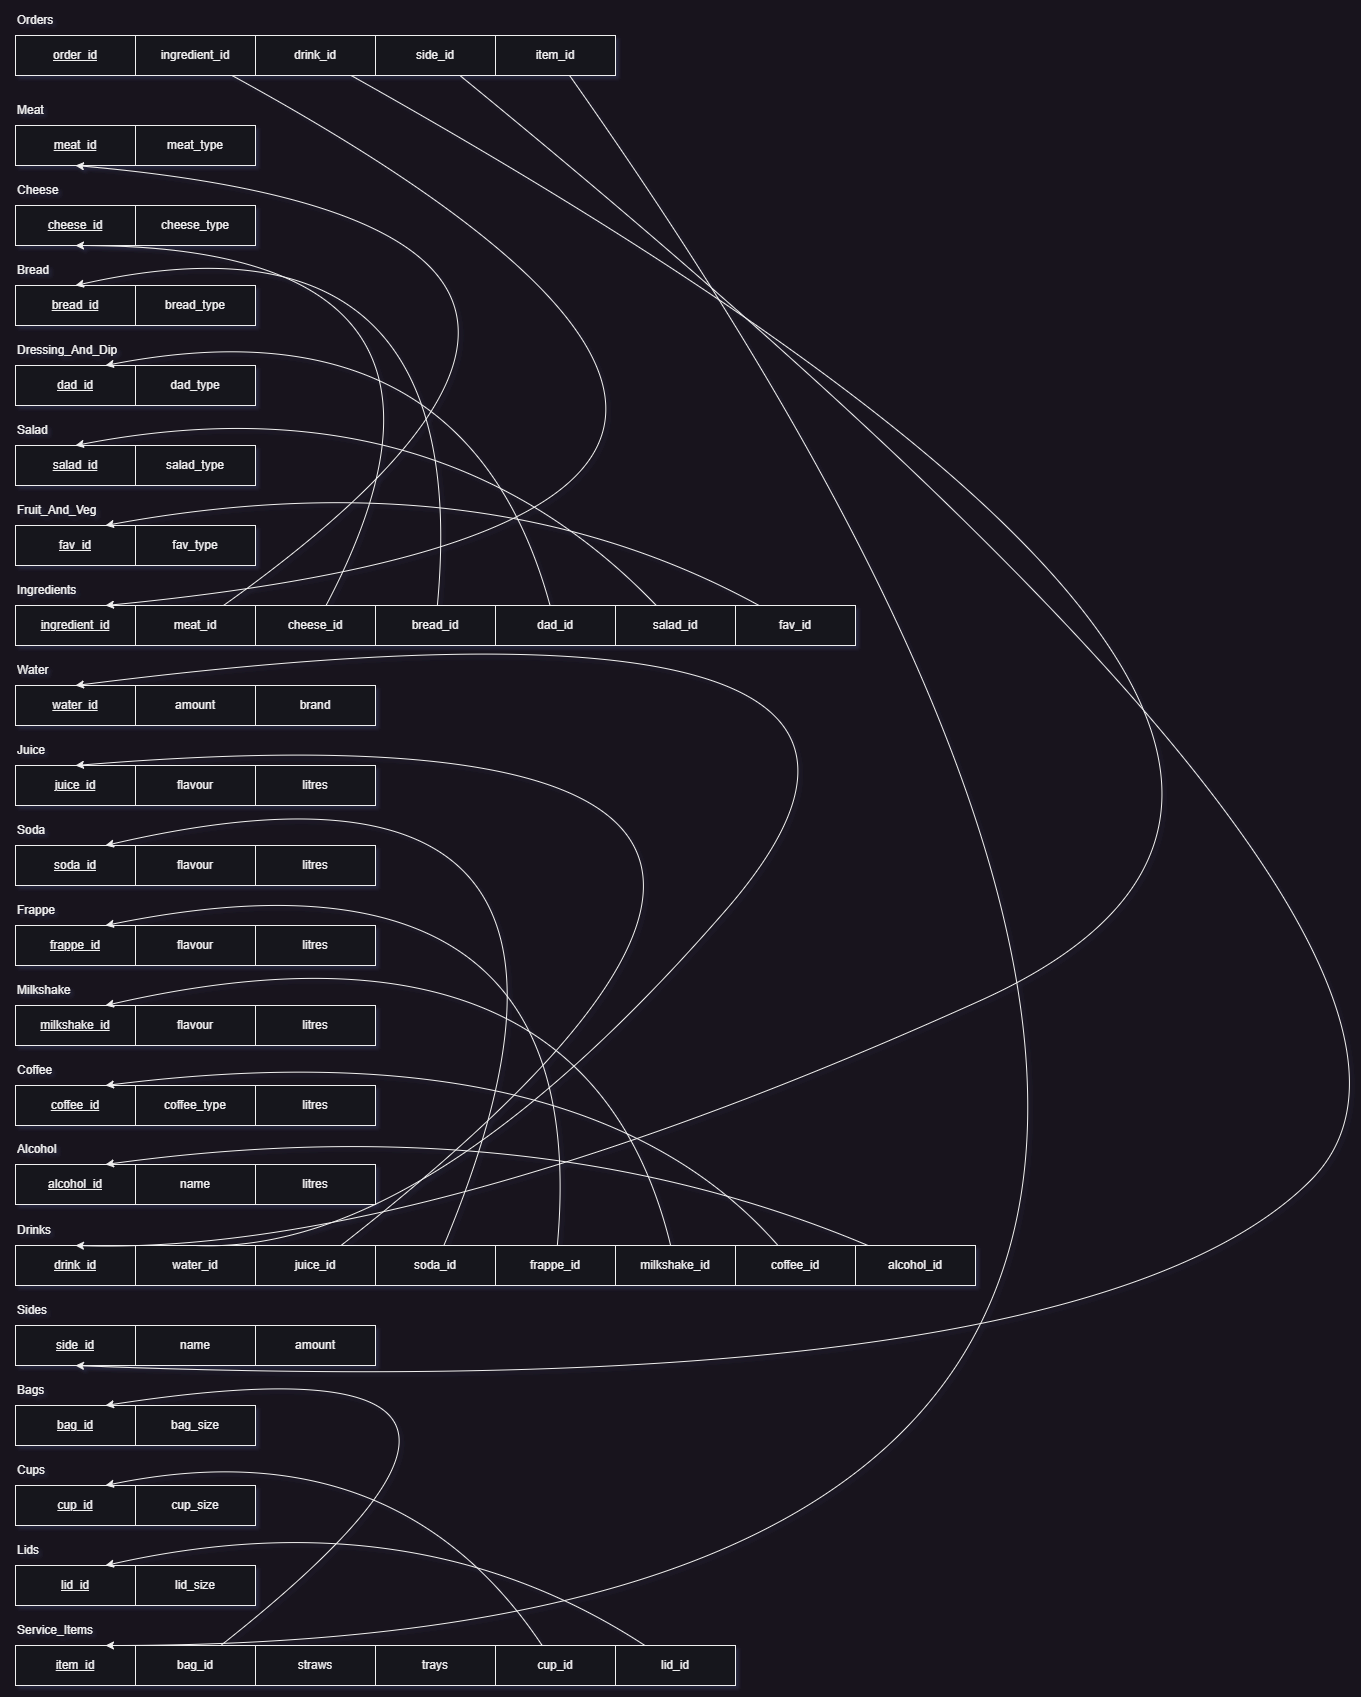 Orders
order_id ingredient_id drink_id side_id item_id
Meat
meat_id meat_type
Cheese
cheese_id cheese_type
Bread
bread_id bread_type
Dressing_And_Dip
dad_id dad_type
Salad
salad_id salad_type
Fruit_And_Veg
fav_id fav_type
Ingredients
ingredient_id meat_id cheese_id bread_id dad_id salad_id fav_id
Water
water_id amount brand
Juice
juice_id flavour litres
Soda
soda_id flavour litres
Frappe
frappe_id flavour litres
Milkshake
milkshake_id flavour litres
Coffee
coffee_id coffee_type litres
Alcohol
alcohol_id name litres
Drinks
drink_id water_id juice_id soda_id frappe_id milkshake_id coffee_id alcohol_id
Sides
side_id name amount
Bags
bag_id bag_size
Cups
cup_id cup_size
Lids
lid_id lid_size
Service_Items
item_id bag_id straws trays cup_id lid_id